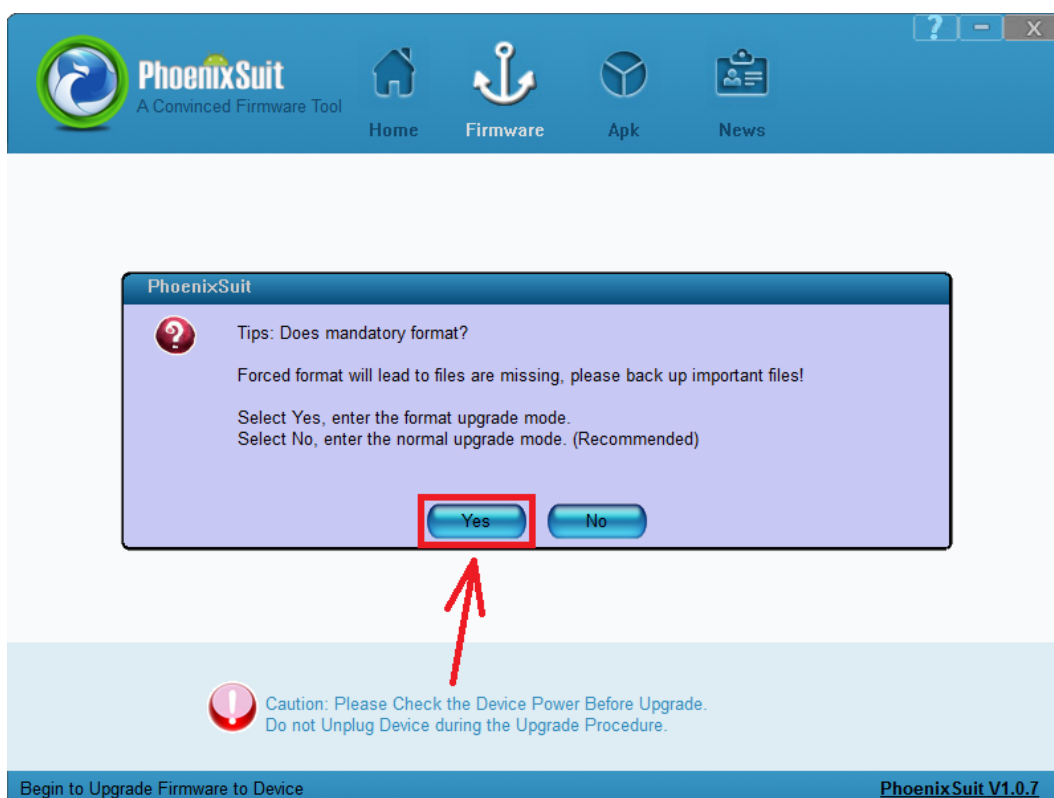 ? - X
PhoenixSuit
A Convinced Firmware Tool
Home Firmware Apk News
PhoenixSuit
?
Tips: Does mandatory format?
Forced format will lead to files are missing, please back up important files!
Select Yes, enter the format upgrade mode.
Select No, enter the normal upgrade mode. (Recommended)
Yes No
!
Caution: Please Check the Device Power Before Upgrade.
Do not Unplug Device during the Upgrade Procedure.
Begin to Upgrade Firmware to Device PhoenixSuit V1.0.7